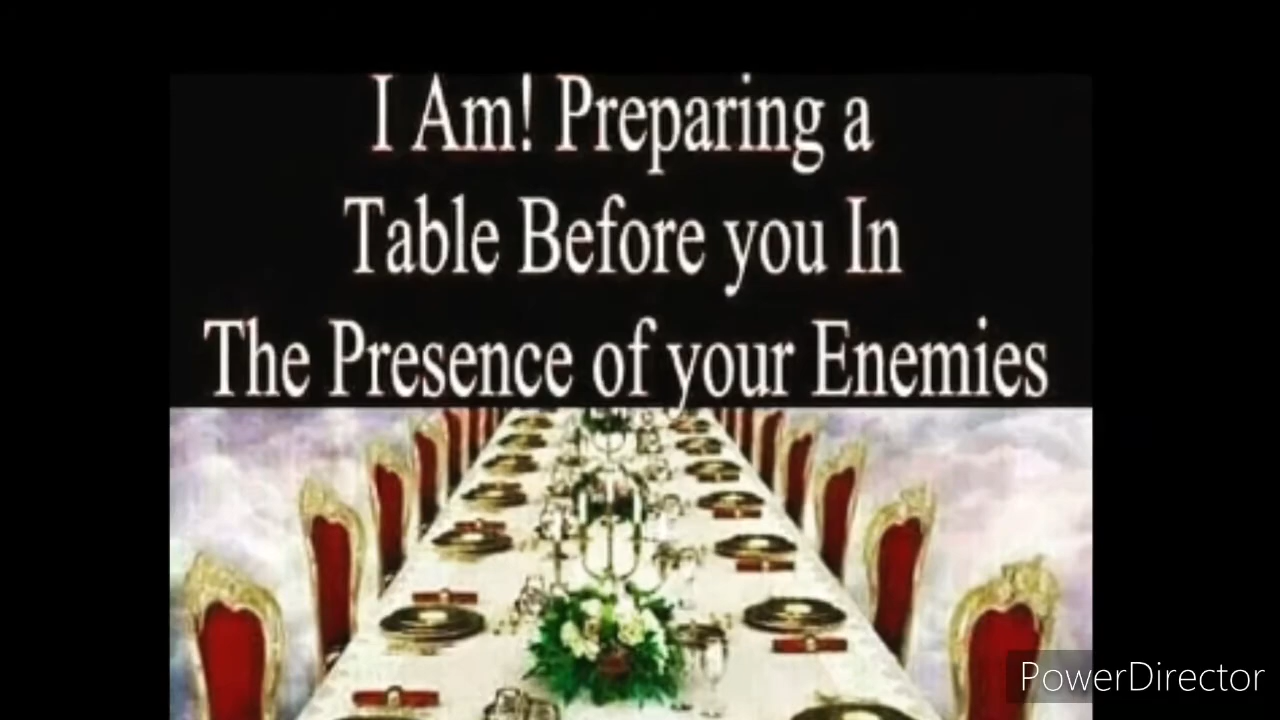 I Am! Preparing a
Table Before you In
The Presence of your Enemies
PowerDirector